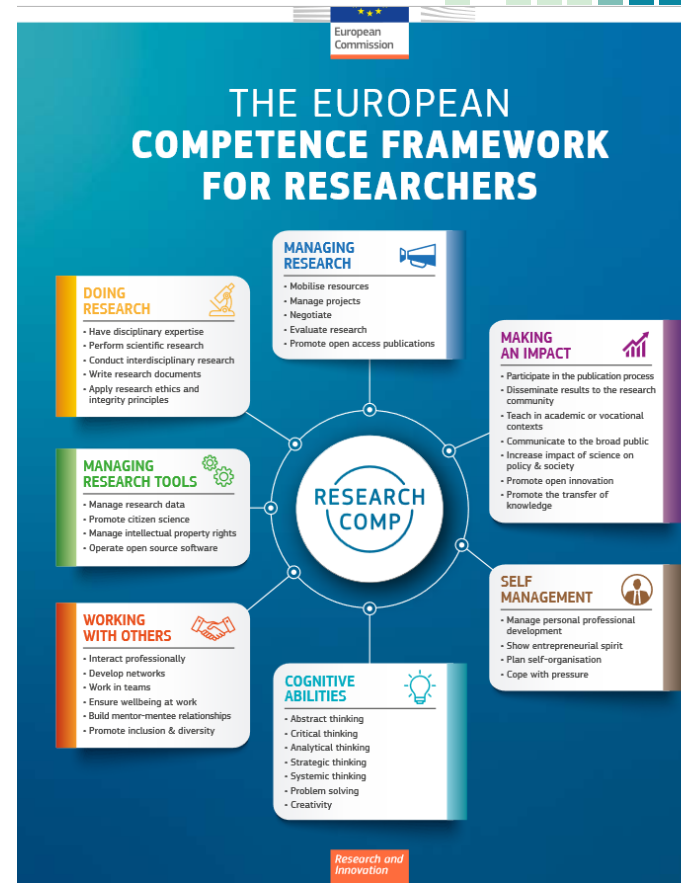 European
Commission
THE EUROPEAN
COMPETENCE FRAMEWORK
FOR RESEARCHERS
MANAGING
RESEARCH
• Mobilise resources
• Manage projects
• Negotiate
• Evaluate research
• Promote open access publications
DOING
RESEARCH
• Have disciplinary expertise
• Perform scientific research
• Conduct interdisciplinary research
• Write research documents
• Apply research ethics and
integrity principles
MAKING
AN IMPACT
• Participate in the publication process
• Disseminate results to the research
community
• Teach in academic or vocational
contexts
• Communicate to the broad public
• Increase impact of science on
policy & society
• Promote open innovation
• Promote the transfer of
knowledge
MANAGING
RESEARCH TOOLS
• Manage research data
• Promote citizen science
• Manage intellectual property rights
• Operate open source software
RESEARCH
COMP
SELF
MANAGEMENT
• Manage personal professional
development
• Show entrepreneurial spirit
• Plan self-organisation
• Cope with pressure
WORKING
WITH OTHERS
• Interact professionally
• Develop networks
• Work in teams
• Ensure wellbeing at work
• Build mentor-mentee relationships
• Promote inclusion & diversity
COGNITIVE
ABILITIES
• Abstract thinking
• Critical thinking
• Analytical thinking
• Strategic thinking
• Systemic thinking
• Problem solving
• Creativity
Research and
Innovation